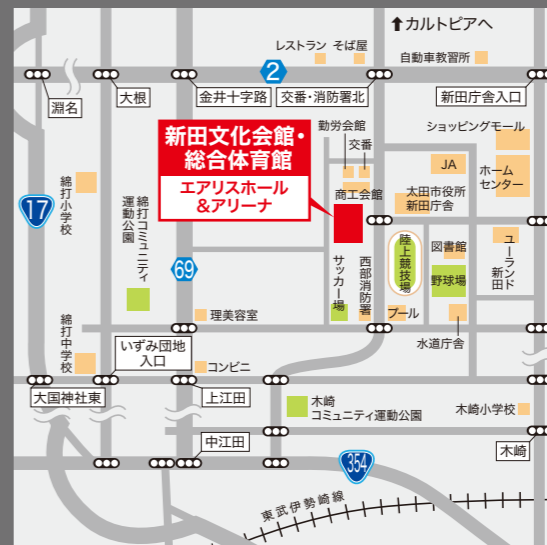 ↑カルトピアへ
レストラン
そば屋
自動車教習所
2
淵名
大根
金井十字路
交番・消防署北
新田庁舎入口
新田文化会館・
総合体育館
エアリスホール
&アリーナ
勤労会館
交番
商工会館
ショッピングモール
JA
ホーム
センター
太田市役所
新田庁舎
綿打小学校
17
綿打コミュニティ
運動公園
69
サッカー場
西部消防署
陸上競技場
図書館
野球場
ユーランド
新田
プール
水道庁舎
理美容室
綿打中学校
いずみ団地
入口
コンビニ
大国神社東
上江田
木崎
コミュニティ運動公園
木崎小学校
中江田
木崎
354
東武伊勢崎線